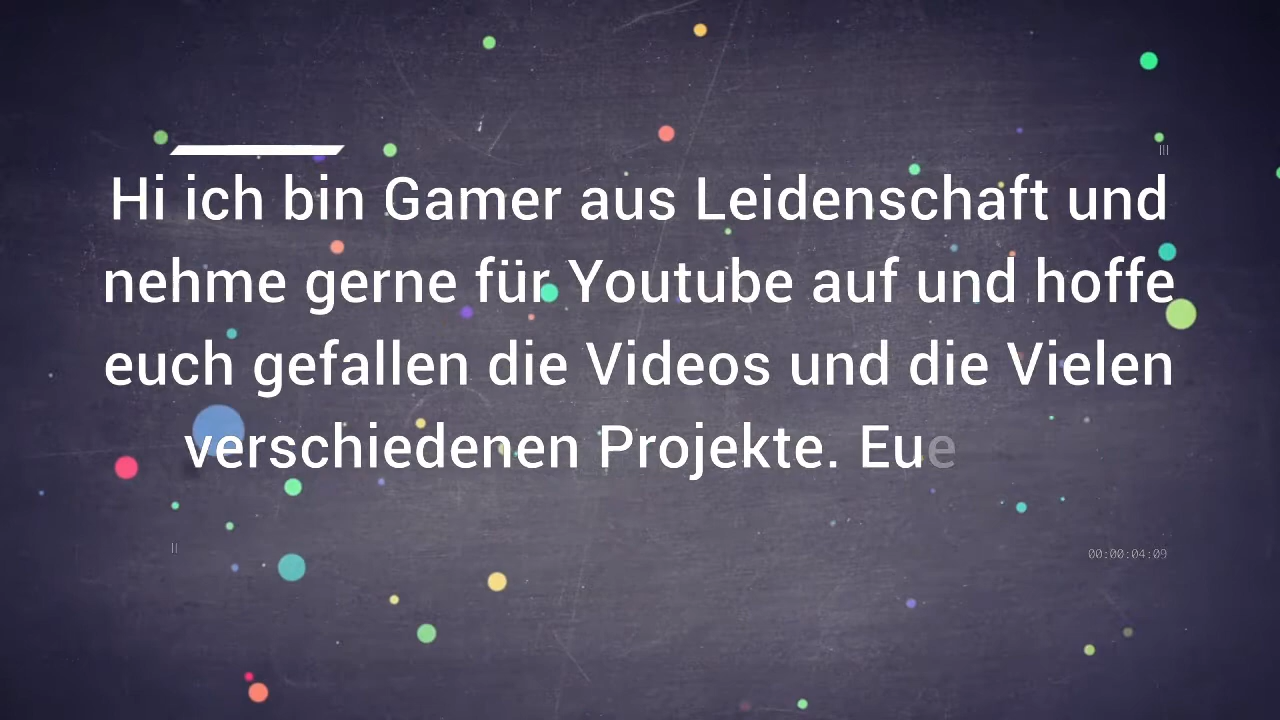 Hi ich bin Gamer aus Leidenschaft und
nehme gerne für Youtube auf und hoffe
euch gefallen die Videos und die Vielen
verschiedenen Projekte. Eue
00:00:04:09